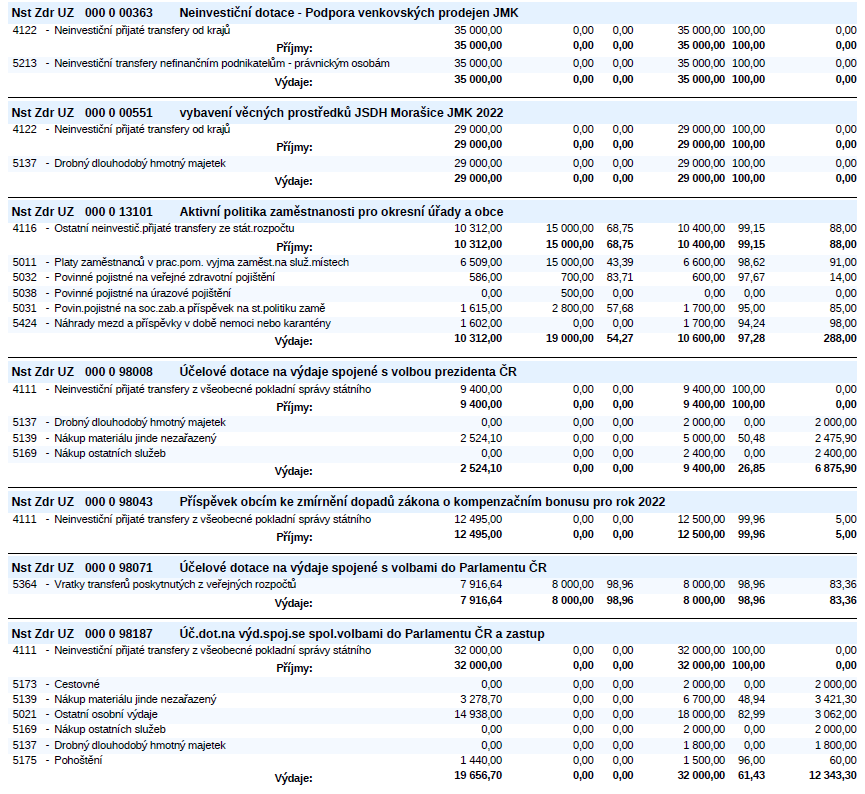 Nst Zdr UZ 000 0 00363 Neinvestiční dotace - Podpora venkovských prodejen JMK
4122 - Neinvestiční přijaté transfery od krajů 35 000,00 0,00 0,00 35 000,00 100,00 0,00
Příjmy: 35 000,00 0,00 0,00 35 000,00 100,00 0,00
5213 - Neinvestiční transfery nefinančním podnikatelům - právnickým osobám 35 000,00 0,00 0,00 35 000,00 100,00 0,00
Výdaje: 35 000,00 0,00 0,00 35 000,00 100,00 0,00
Nst Zdr UZ 000 0 00551 vybavení věcných prostředků JSDH Morašice JMK 2022
4122 - Neinvestiční přijaté transfery od krajů 29 000,00 0,00 0,00 29 000,00 100,00 0,00
Příjmy: 29 000,00 0,00 0,00 29 000,00 100,00 0,00
5137 - Drobný dlouhodobý hmotný majetek 29 000,00 0,00 0,00 29 000,00 100,00 0,00
Výdaje: 29 000,00 0,00 0,00 29 000,00 100,00 0,00
Nst Zdr UZ 000 0 13101 Aktivní politika zaměstnanosti pro okresní úřady a obce
4116 - Ostatní neinvestič.přijaté transfery ze stát.rozpočtu 10 312,00 15 000,00 68,75 10 400,00 99,15 88,00
Příjmy: 10 312,00 15 000,00 68,75 10 400,00 99,15 88,00
5011 - Platy zaměstnanců v prac.pom. vyjma zaměst.na služ.místech 6 509,00 15 000,00 43,39 6 600,00 98,62 91,00
5032 - Povinné pojistné na veřejné zdravotní pojištění 586,00 700,00 83,71 600,00 97,67 14,00
5038 - Povinné pojistné na úrazové pojištění 0,00 500,00 0,00 0,00 0,00 0,00
5031 - Povin.pojistné na soc.zab.a příspěvek na st.politiku zamě 1 615,00 2 800,00 57,68 1 700,00 95,00 85,00
5424 - Náhrady mezd a příspěvky v době nemoci nebo karantény 1 602,00 0,00 0,00 1 700,00 94,24 98,00
Výdaje: 10 312,00 19 000,00 54,27 10 600,00 97,28 288,00
Nst Zdr UZ 000 0 98008 Účelové dotace na výdaje spojené s volbou prezidenta ČR
4111 - Neinvestiční přijaté transfery z všeobecné pokladní správy státního 9 400,00 0,00 0,00 9 400,00 100,00 0,00
Příjmy: 9 400,00 0,00 0,00 9 400,00 100,00 0,00
5137 - Drobný dlouhodobý hmotný majetek 0,00 0,00 0,00 2 000,00 0,00 2 000,00
5139 - Nákup materiálu jinde nezařazený 2 524,10 0,00 0,00 5 000,00 50,48 2 475,90
5169 - Nákup ostatních služeb 0,00 0,00 0,00 2 400,00 0,00 2 400,00
Výdaje: 2 524,10 0,00 0,00 9 400,00 26,85 6 875,90
Nst Zdr UZ 000 0 98043 Příspěvek obcím ke zmírnění dopadů zákona o kompenzačním bonusu pro rok 2022
4111 - Neinvestiční přijaté transfery z všeobecné pokladní správy státního 12 495,00 0,00 0,00 12 500,00 99,96 5,00
Příjmy: 12 495,00 0,00 0,00 12 500,00 99,96 5,00
Nst Zdr UZ 000 0 98071 Účelové dotace na výdaje spojené s volbami do Parlamentu ČR
5364 - Vratky transferů poskytnutých z veřejných rozpočtů 7 916,64 8 000,00 98,96 8 000,00 98,96 83,36
Výdaje: 7 916,64 8 000,00 98,96 8 000,00 98,96 83,36
Nst Zdr UZ 000 0 98187 Úč.dot.na výd.spoj.se spol.volbami do Parlamentu ČR a zastup
4111 - Neinvestiční přijaté transfery z všeobecné pokladní správy státního 32 000,00 0,00 0,00 32 000,00 100,00 0,00
Příjmy: 32 000,00 0,00 0,00 32 000,00 100,00 0,00
5173 - Cestovné 0,00 0,00 0,00 2 000,00 0,00 2 000,00
5139 - Nákup materiálu jinde nezařazený 3 278,70 0,00 0,00 6 700,00 48,94 3 421,30
5021 - Ostatní osobní výdaje 14 938,00 0,00 0,00 18 000,00 82,99 3 062,00
5169 - Nákup ostatních služeb 0,00 0,00 0,00 2 000,00 0,00 2 000,00
5137 - Drobný dlouhodobý hmotný majetek 0,00 0,00 0,00 1 800,00 0,00 1 800,00
5175 - Pohoštění 1 440,00 0,00 0,00 1 500,00 96,00 60,00
Výdaje: 19 656,70 0,00 0,00 32 000,00 61,43 12 343,30